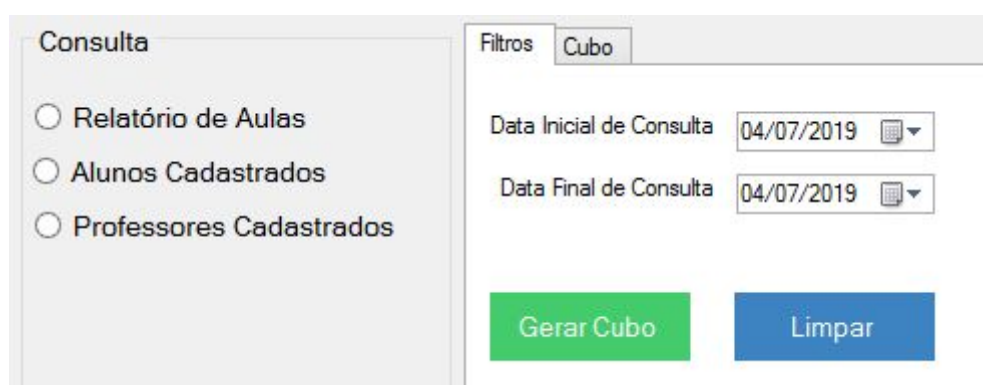 Consulta
Relatório de Aulas
Alunos Cadastrados
Professores Cadastrados
Filtros
Cubo
Data Inicial de Consulta 04/07/2019
Data Final de Consulta 04/07/2019
Gerar Cubo
Limpar